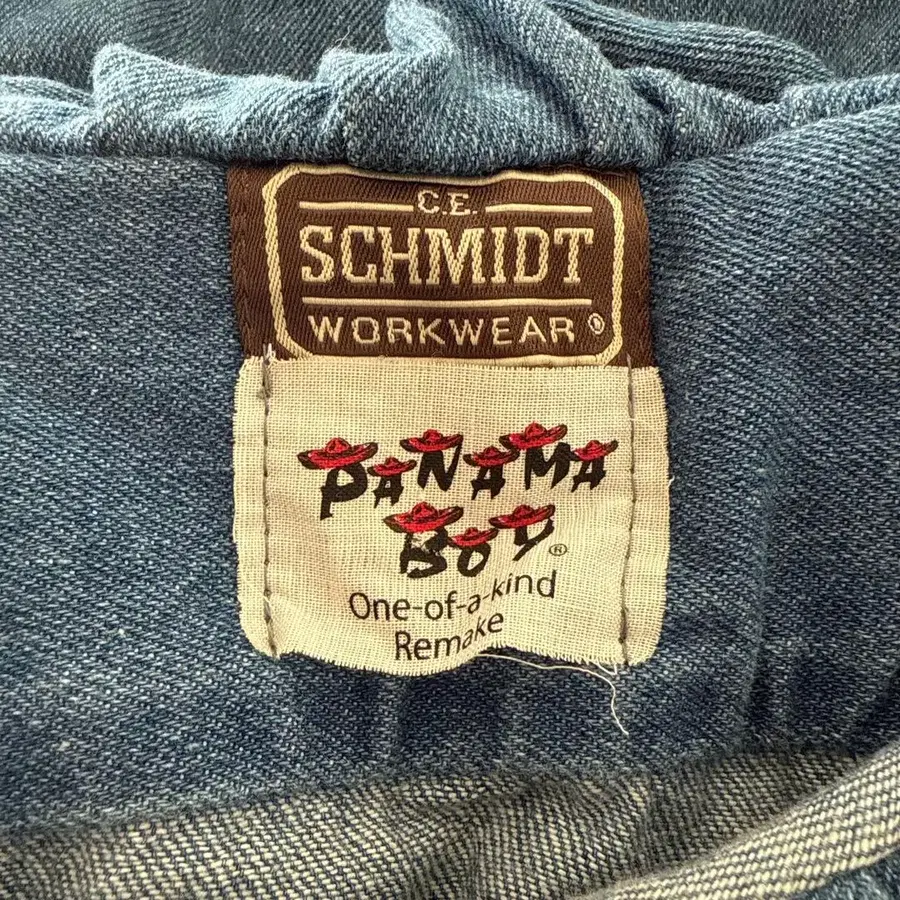 C.E.
SCHMIDT
WORKWEAR®
PANAMA
BOY®
One-of-a-kind
Remake